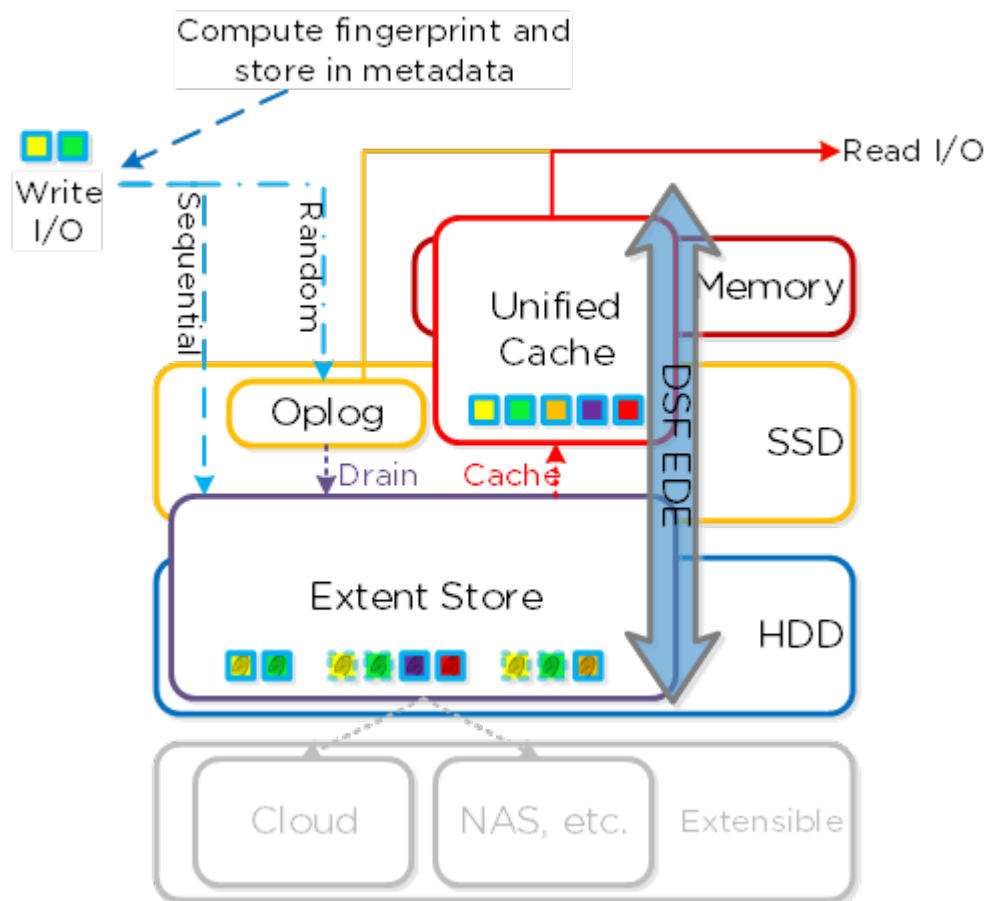 Compute fingerprint and
store in metadata
Read I/O
Write
I/O
Sequential
Random
Memory
Unified
Cache
DSF EDE
Oplog
SSD
Drain
Cache
Extent Store
HDD
Cloud
NAS, etc.
Extensible